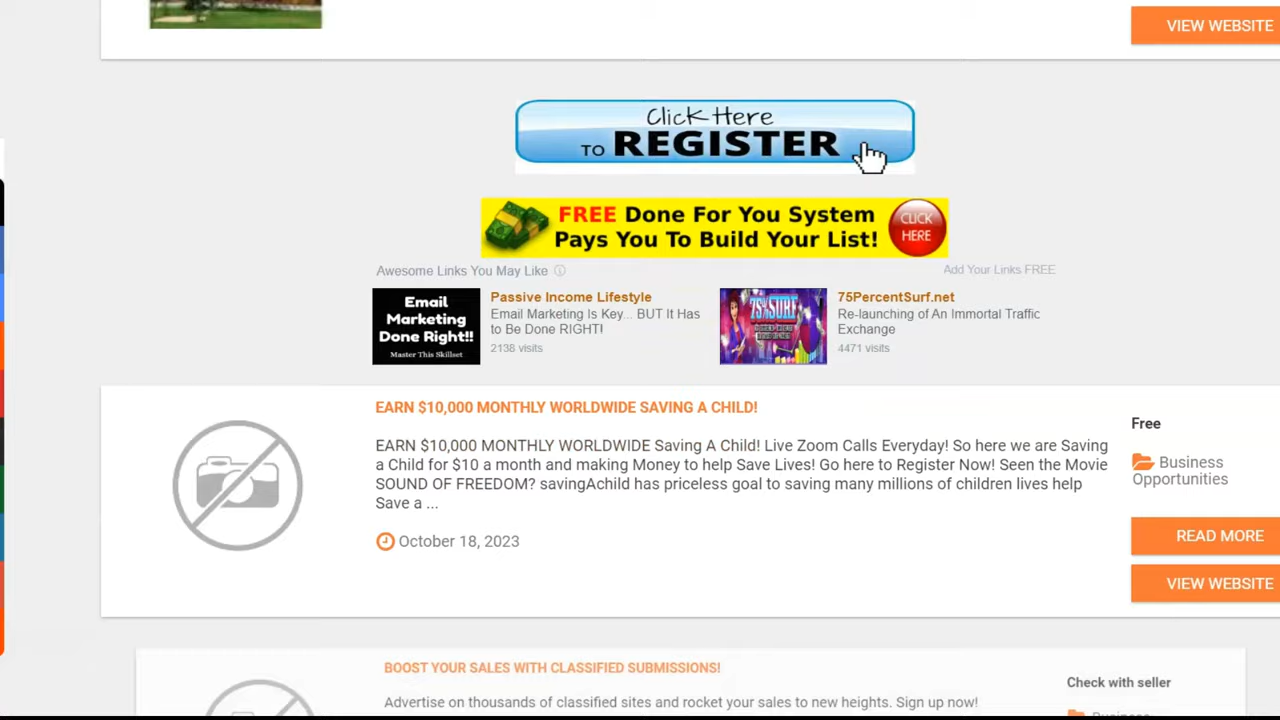 VIEW WEBSITE
Click Here
TO REGISTER
FREE Done For You System
Pays You To Build Your List!
CLICK
HERE
Awesome Links You May Like
Add Your Links FREE
Email
Marketing
Done Right!!
Master This Skillset
Passive Income Lifestyle
Email Marketing Is Key... BUT It Has
to Be Done RIGHT!
2138 visits
75%SURF
75PercentSurf.net
Re-launching of An Immortal Traffic
Exchange
4471 visits
EARN $10,000 MONTHLY WORLDWIDE SAVING A CHILD!
EARN $10,000 MONTHLY WORLDWIDE Saving A Child! Live Zoom Calls Everyday! So here we are Saving
a Child for $10 a month and making Money to help Save Lives! Go here to Register Now! Seen the Movie
SOUND OF FREEDOM? savingAchild has priceless goal to saving many millions of children lives help
Save a ...
October 18, 2023
Free
Business
Opportunities
READ MORE
VIEW WEBSITE
BOOST YOUR SALES WITH CLASSIFIED SUBMISSIONS!
Advertise on thousands of classified sites and rocket your sales to new heights. Sign up now!
Check with seller
Business